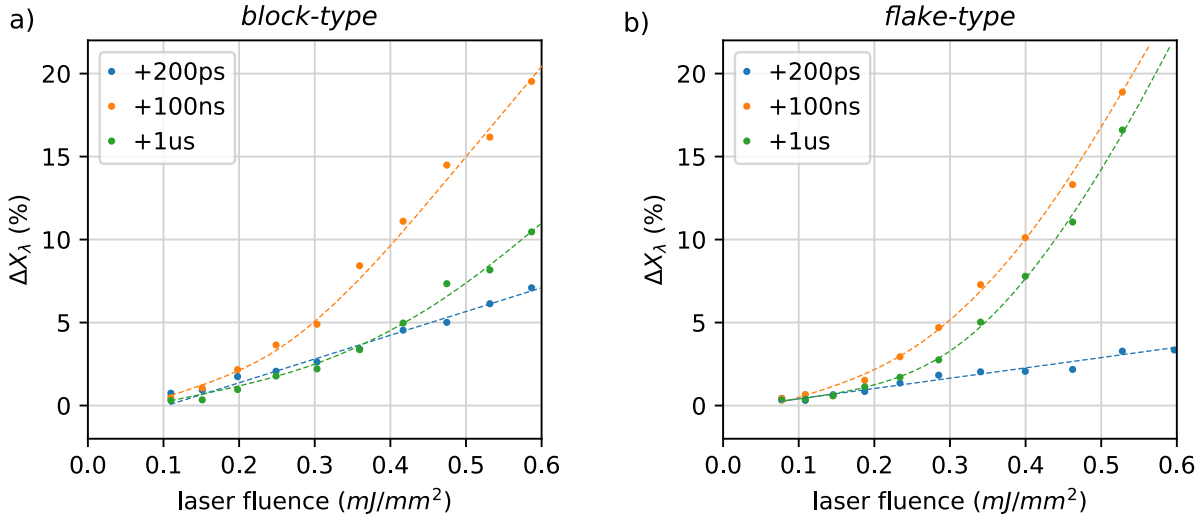 a)
block-type
+200ps
+100ns
+1us
20
15
10
5
0
ΔX_λ (%)
0.0 0.1 0.2 0.3 0.4 0.5 0.6
laser fluence (mJ/mm²)
b)
flake-type
+200ps
+100ns
+1us
20
15
10
5
0
ΔX_λ (%)
0.0 0.1 0.2 0.3 0.4 0.5 0.6
laser fluence (mJ/mm²)